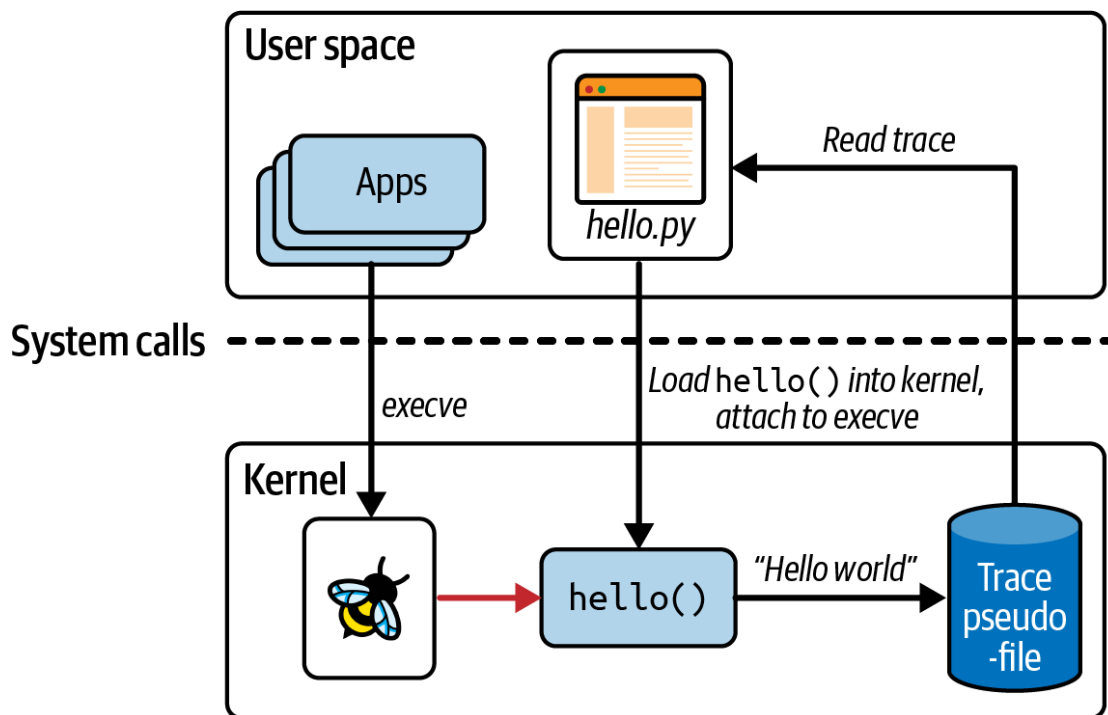 User space
Apps
hello.py
Read trace
System calls
execve
Load hello() into kernel,
attach to execve
Kernel
hello()
“Hello world”
Trace
pseudo
-file